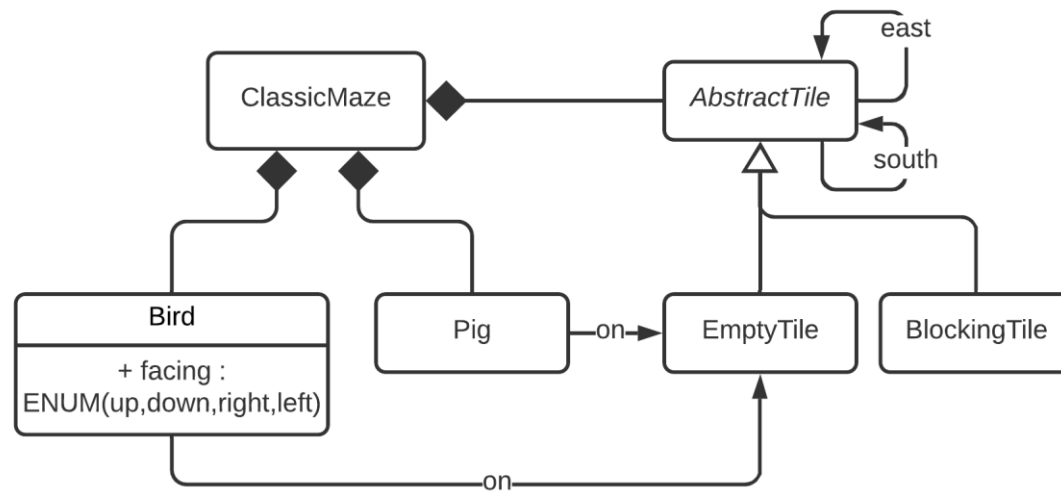 east
ClassicMaze
AbstractTile
south
Bird
+ facing :
ENUM(up,down,right,left)
Pig
on
EmptyTile
BlockingTile
on